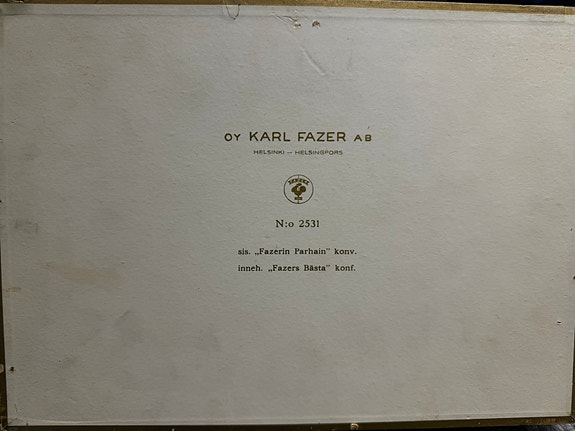 OY KARL FAZER AB
HELSINKI — HELSINGFORS
N:o 2531
sis. „Fazerin Parhain" konv.
inneh. „Fazers Bästa" konf.